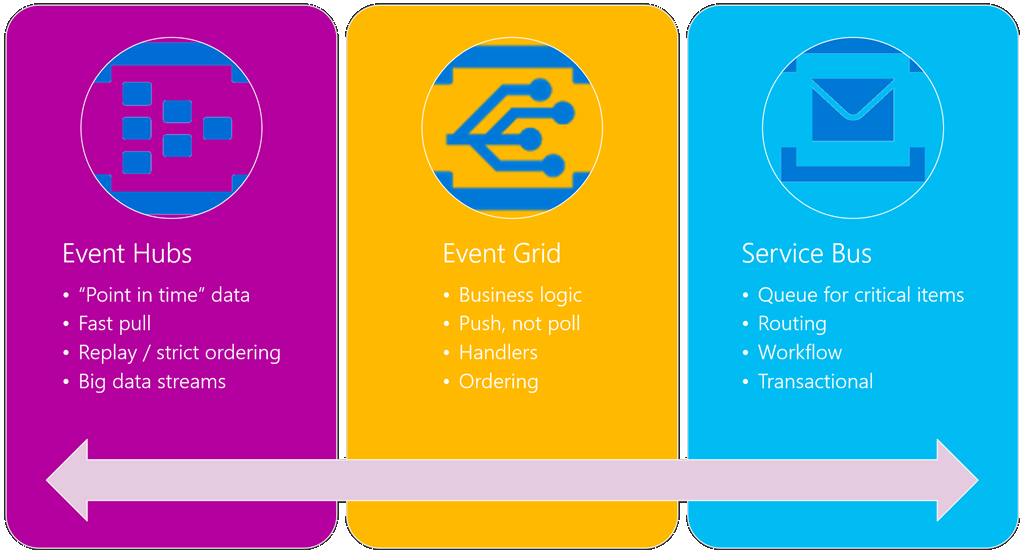 Event Hubs
• “Point in time“ data
• Fast pull
• Replay / strict ordering
• Big data streams
Event Grid
• Business logic
• Push, not poll
• Handlers
• Ordering
Service Bus
• Queue for critical items
• Routing
• Workflow
• Transactional